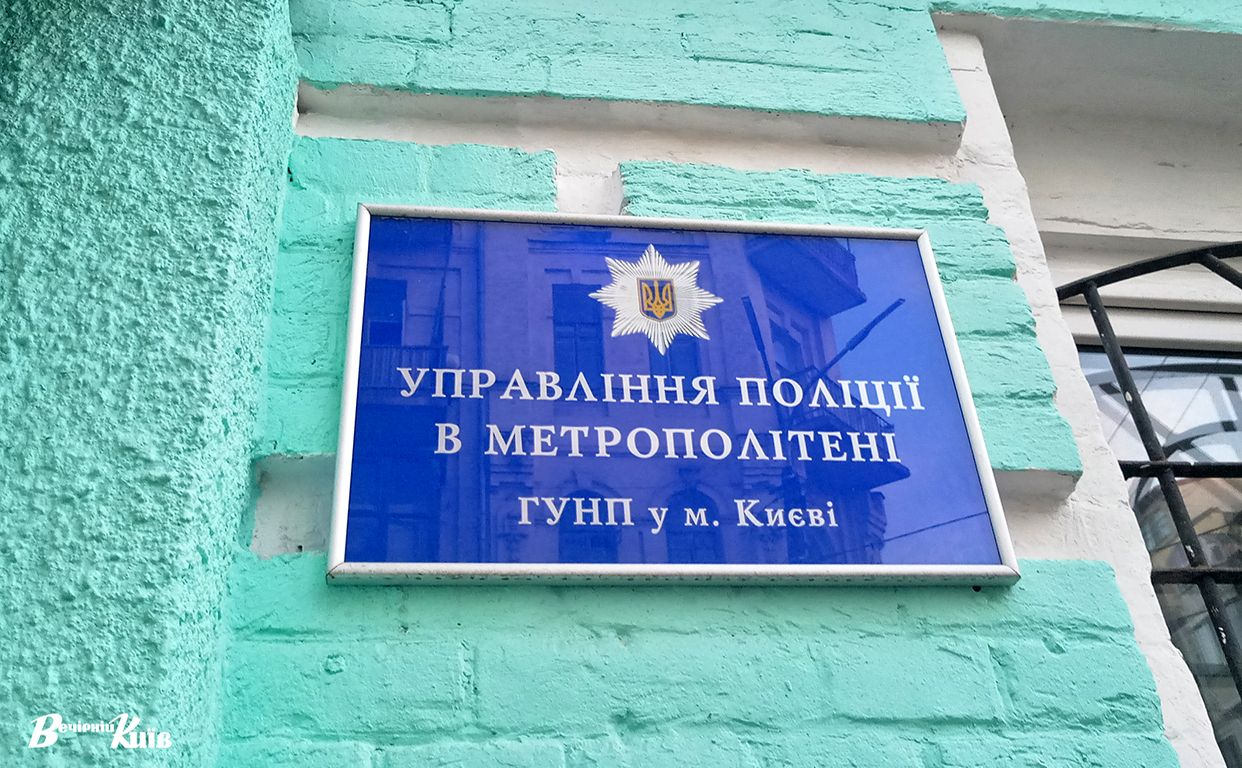 УПРАВЛІННЯ ПОЛІЦІЇ
В МЕТРОПОЛІТЕНІ
ГУНП у м. Києві
Вечірній Київ